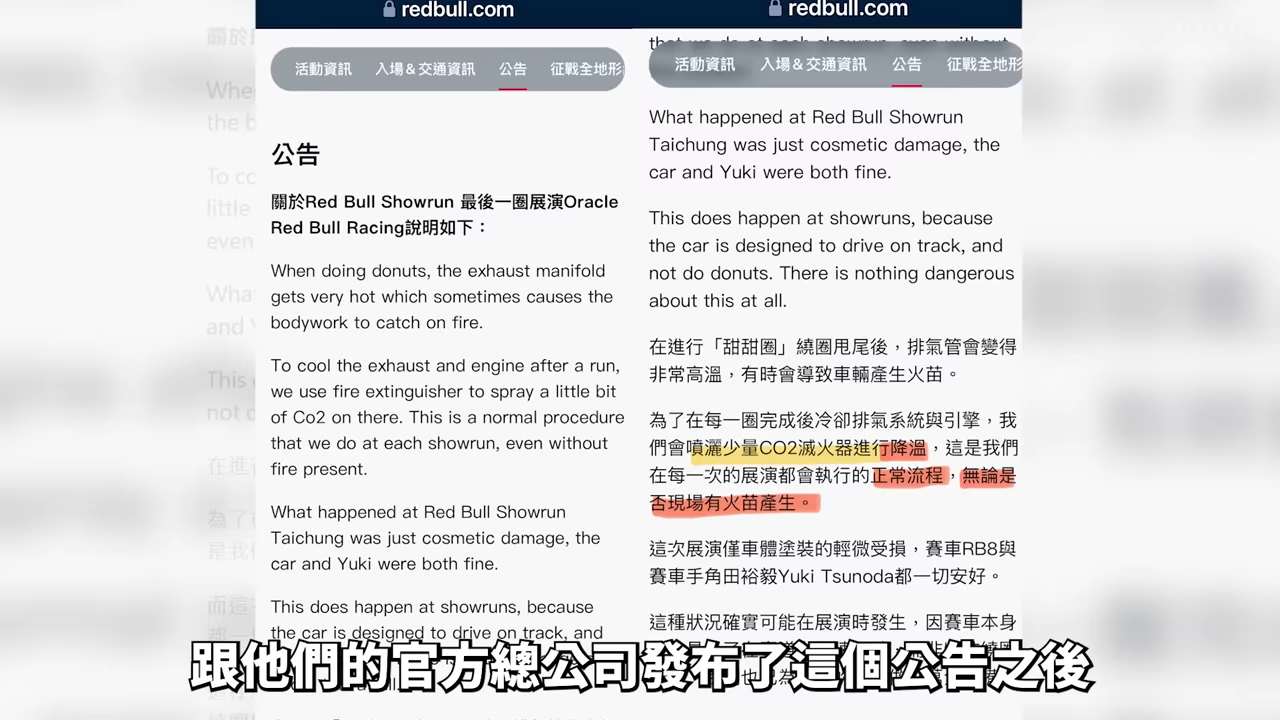 redbull.com
活動資訊 入場&交通資訊 公告 征戰全地形
公告
關於Red Bull Showrun 最後一圈展演Oracle
Red Bull Racing說明如下：
When doing donuts, the exhaust manifold
gets very hot which sometimes causes the
bodywork to catch on fire.
To cool the exhaust and engine after a run,
we use fire extinguisher to spray a little bit
of Co2 on there. This is a normal procedure
that we do at each showrun, even without
fire present.
What happened at Red Bull Showrun
Taichung was just cosmetic damage, the
car and Yuki were both fine.
This does happen at showruns, because
the car is designed to drive on track, and
redbull.com
that we do at each showrun, even without
活動資訊 入場&交通資訊 公告 征戰全地形
What happened at Red Bull Showrun
Taichung was just cosmetic damage, the
car and Yuki were both fine.
This does happen at showruns, because
the car is designed to drive on track, and
not do donuts. There is nothing dangerous
about this at all.
在進行「甜甜圈」繞圈甩尾後，排氣管會變得
非常高溫，有時會導致車輛產生火苗。
為了在每一圈完成後冷卻排氣系統與引擎，我
們會噴灑少量CO2滅火器進行降溫，這是我們
在每一次的展演都會執行的正常流程，無論是
否現場有火苗產生。
這次展演僅車體塗裝的輕微受損，賽車RB8與
賽車手角田裕毅Yuki Tsunoda都一切安好。
這種狀況確實可能在展演時發生，因賽車本身
跟他們的官方總公司發布了這個公告之後